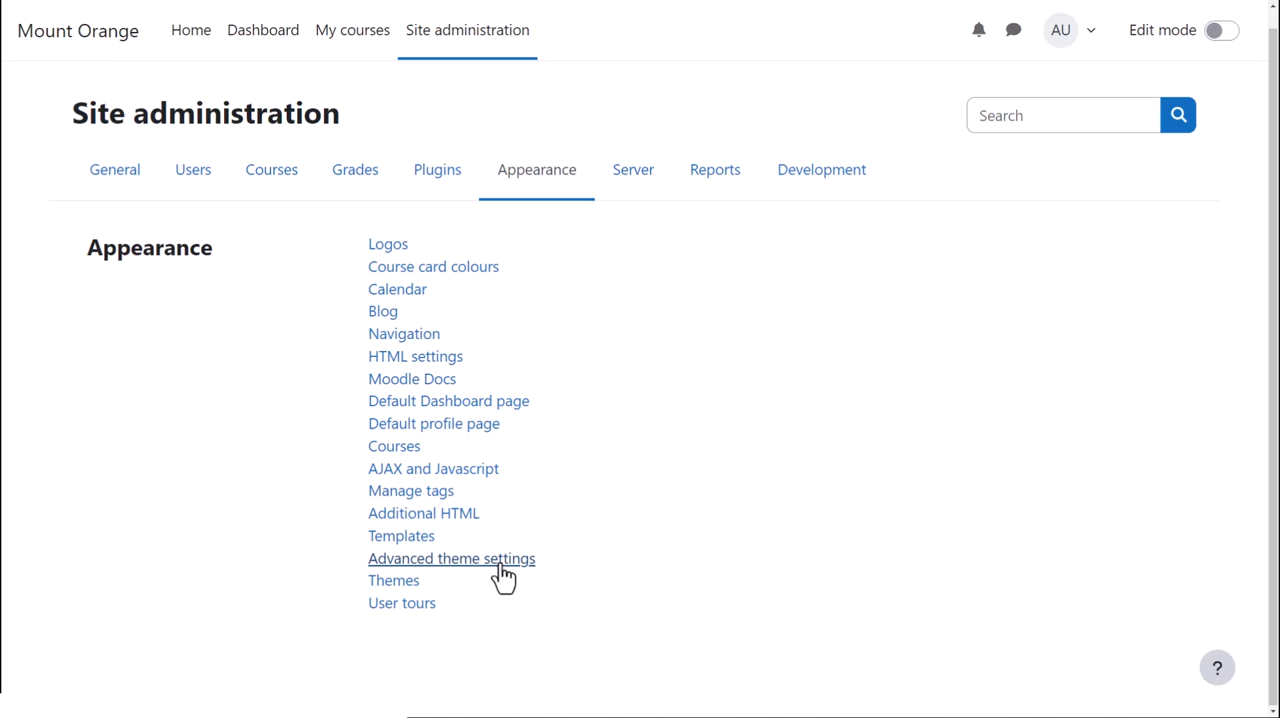 Mount Orange Home Dashboard My courses Site administration AU Edit mode
Site administration
Search
General Users Courses Grades Plugins Appearance Server Reports Development
Appearance
Logos
Course card colours
Calendar
Blog
Navigation
HTML settings
Moodle Docs
Default Dashboard page
Default profile page
Courses
AJAX and Javascript
Manage tags
Additional HTML
Templates
Advanced theme settings
Themes
User tours
?